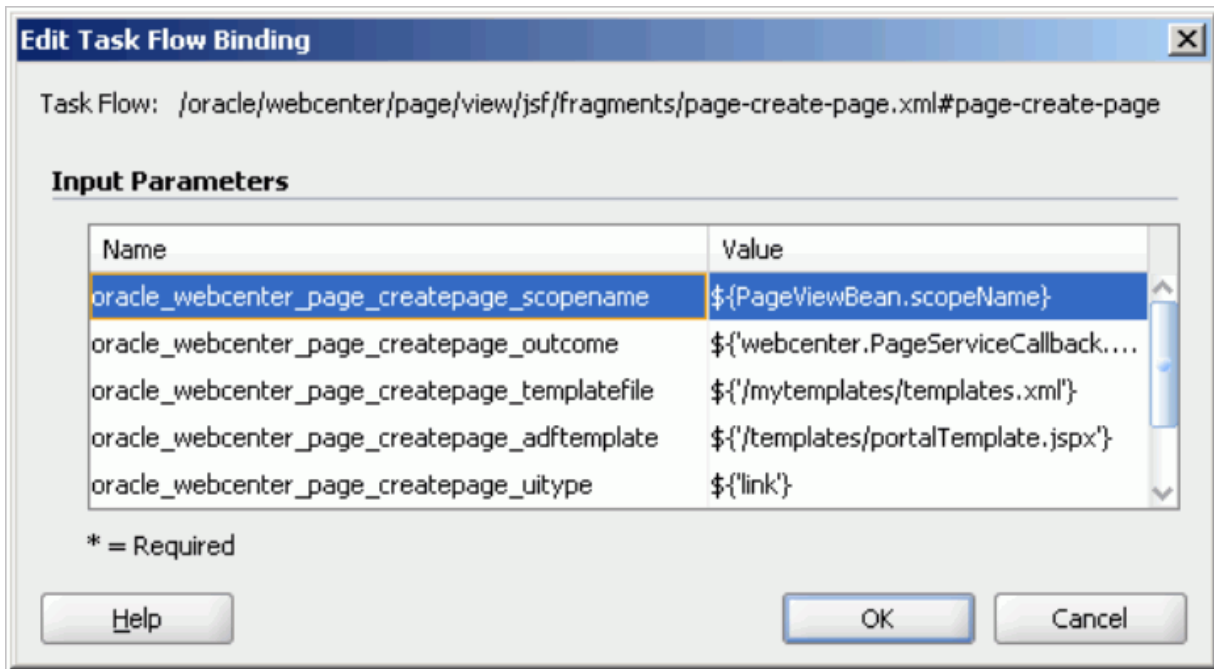 Edit Task Flow Binding
Task Flow: /oracle/webcenter/page/view/jsf/fragments/page-create-page.xml#page-create-page
Input Parameters
Name Value
oracle_webcenter_page_createpage_scopename ${PageViewBean.scopeName}
oracle_webcenter_page_createpage_outcome ${'webcenter.PageServiceCallback....
oracle_webcenter_page_createpage_templatefile ${'/mytemplates/templates.xml'}
oracle_webcenter_page_createpage_adftemplate ${'/templates/portalTemplate.jspx'}
oracle_webcenter_page_createpage_uitype ${'link'}
* = Required
Help OK Cancel